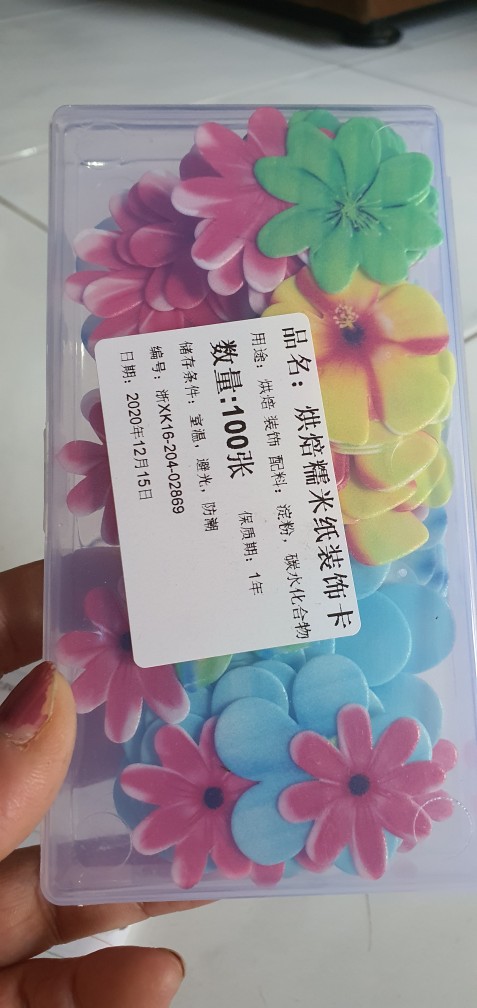 品名：烘焙糯米纸装饰卡
用途：烘焙 装饰 配料：淀粉，碳水化合物
数量:100张 保质期：1年
储存条件：室温，避光，防潮
编号：浙XK16-204-02869
日期：2020年12月15日